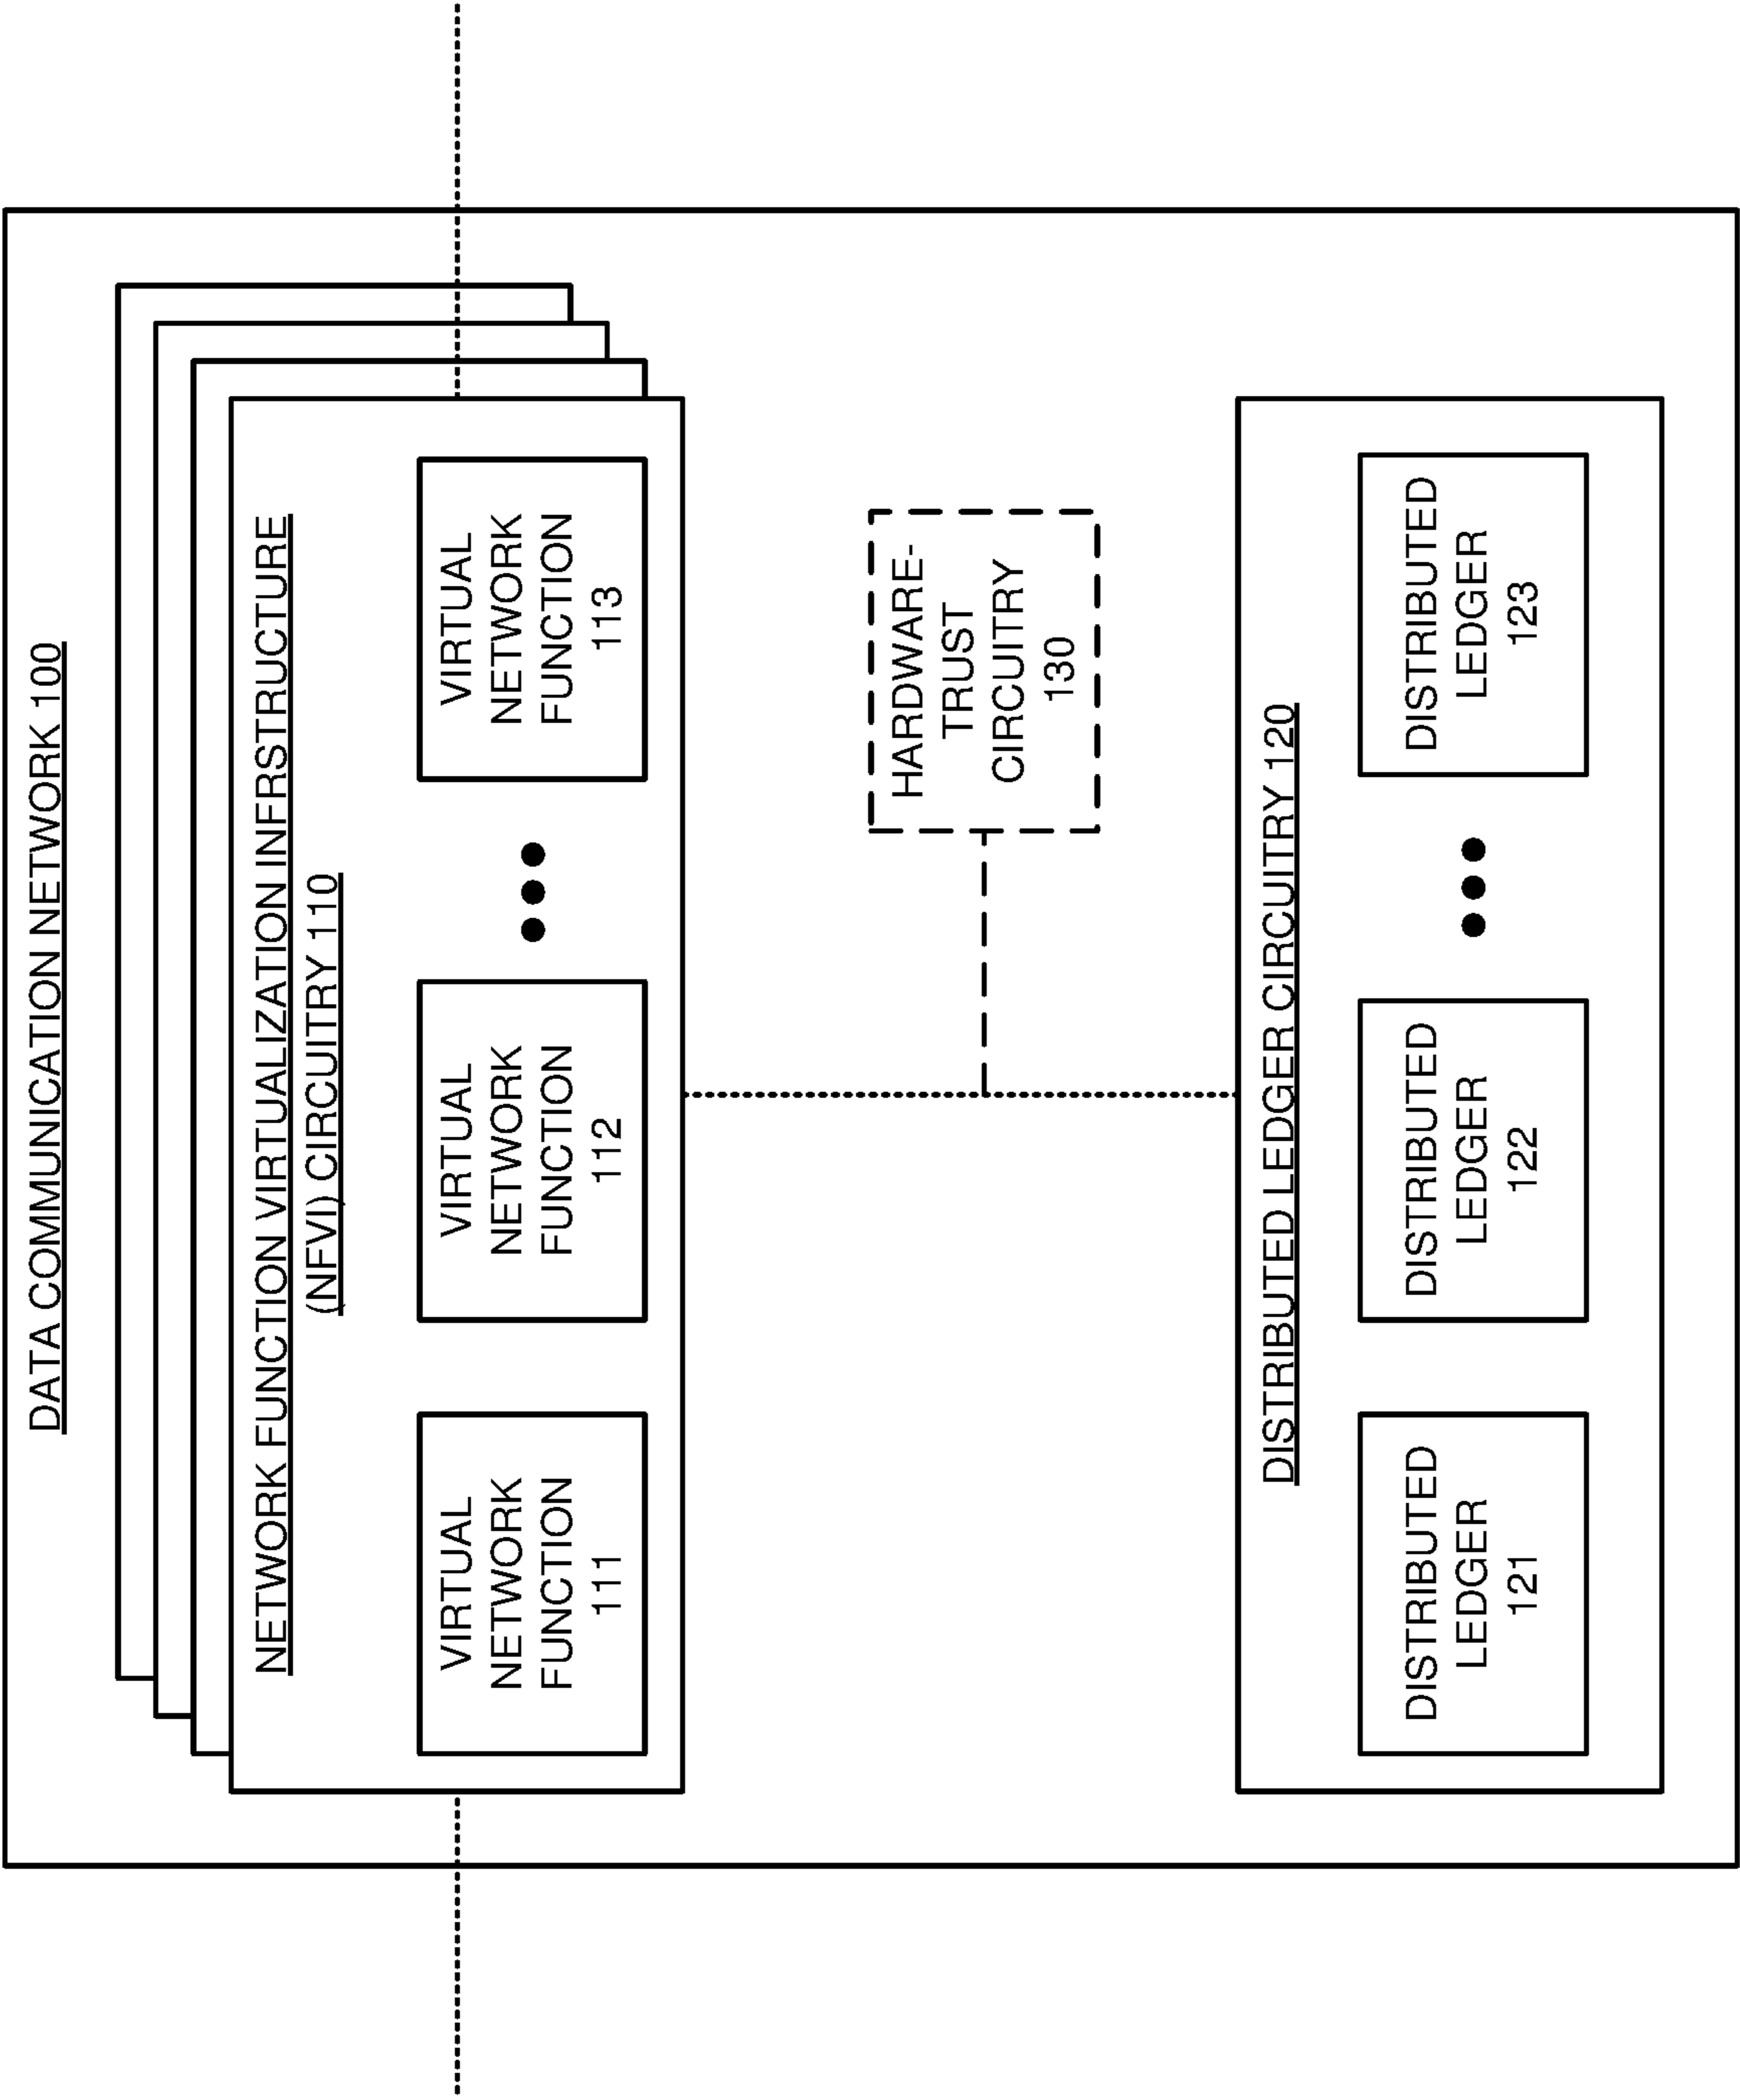 DATA COMMUNICATION NETWORK 100
NETWORK FUNCTION VIRTUALIZATION INFRSTRUCTURE
(NFVI) CIRCUITRY 110
VIRTUAL
NETWORK
FUNCTION
111
VIRTUAL
NETWORK
FUNCTION
112
VIRTUAL
NETWORK
FUNCTION
113
HARDWARE-
TRUST
CIRCUITRY
130
DISTRIBUTED LEDGER CIRCUITRY 120
DISTRIBUTED
LEDGER
121
DISTRIBUTED
LEDGER
122
DISTRIBUTED
LEDGER
123